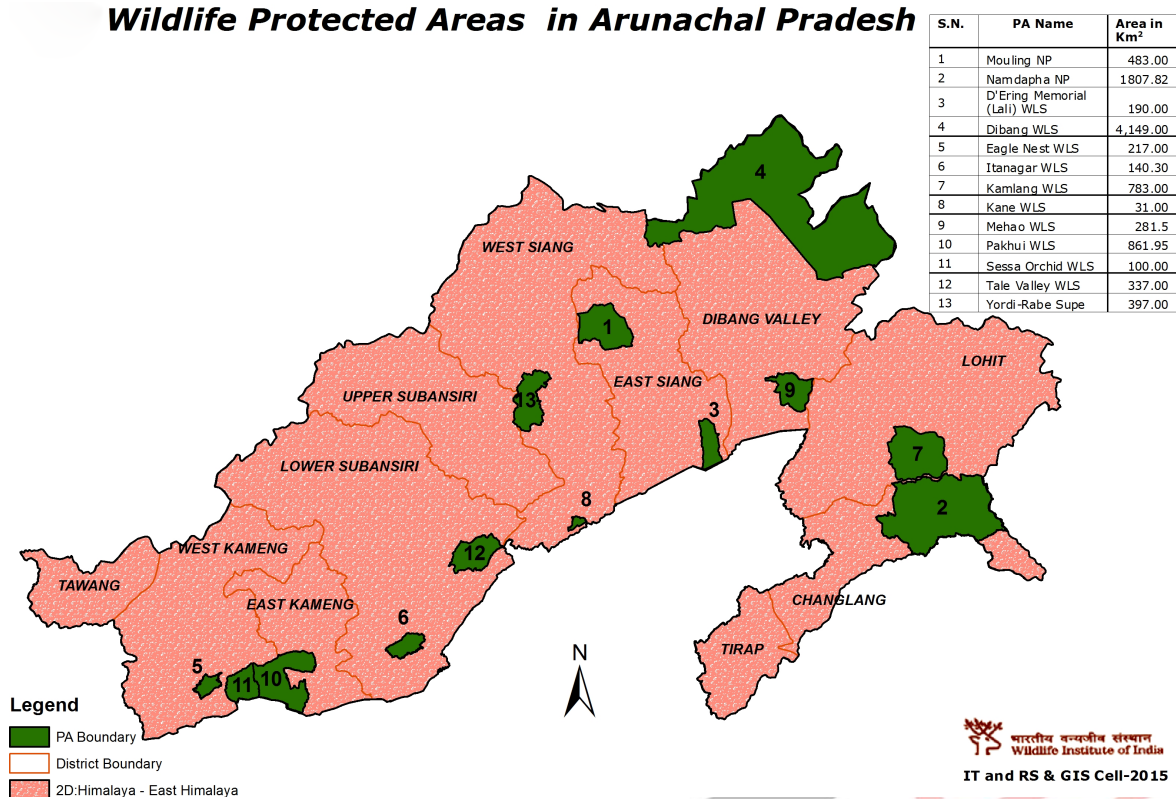 Wildlife Protected Areas in Arunachal Pradesh
S.N. PA Name Area in Km²
1 Mouling NP 483.00
2 Namdapha NP 1807.82
3 D'Ering Memorial (Lali) WLS 190.00
4 Dibang WLS 4,149.00
5 Eagle Nest WLS 217.00
6 Itanagar WLS 140.30
7 Kamlang WLS 783.00
8 Kane WLS 31.00
9 Mehao WLS 281.5
10 Pakhui WLS 861.95
11 Sessa Orchid WLS 100.00
12 Tale Valley WLS 337.00
13 Yordi-Rabe Supe 397.00
4
WEST SIANG
1
DIBANG VALLEY
LOHIT
EAST SIANG
9
UPPER SUBANSIRI
13
3
7
LOWER SUBANSIRI
8
2
WEST KAMENG
12
TAWANG
EAST KAMENG
CHANGLANG
6
TIRAP
N
5
11
10
Legend
PA Boundary
District Boundary
2D:Himalaya - East Himalaya
भारतीय वन्यजीव संस्थान
Wildlife Institute of India
IT and RS & GIS Cell-2015